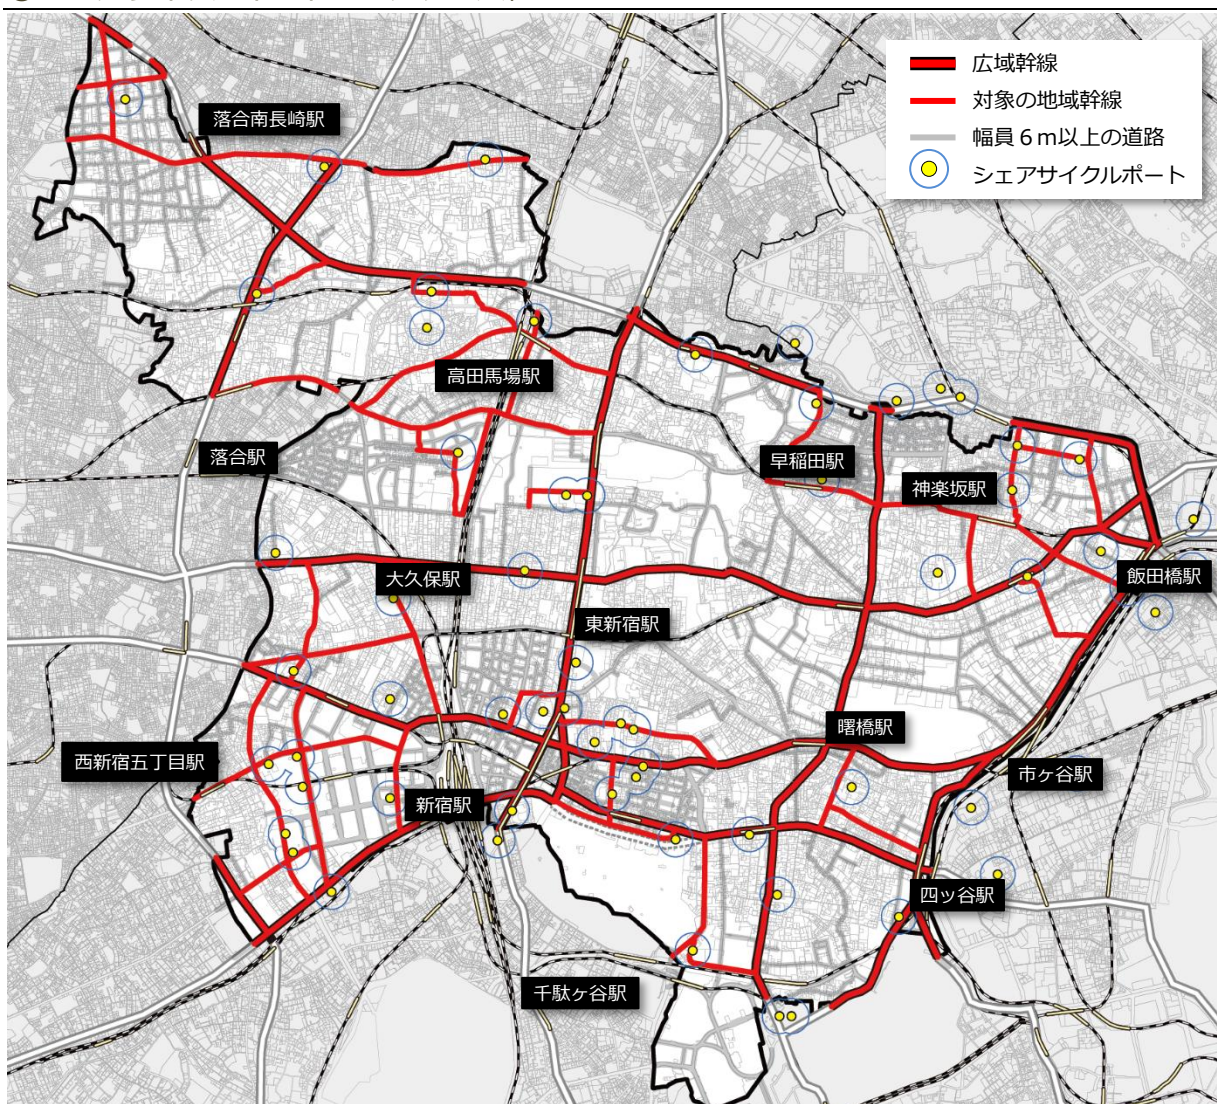 広域幹線
対象の地域幹線
幅員６ｍ以上の道路
シェアサイクルポート
落合南長崎駅
高田馬場駅
落合駅
早稲田駅
神楽坂駅
大久保駅
飯田橋駅
東新宿駅
曙橋駅
西新宿五丁目駅
市ヶ谷駅
新宿駅
四ッ谷駅
千駄ヶ谷駅